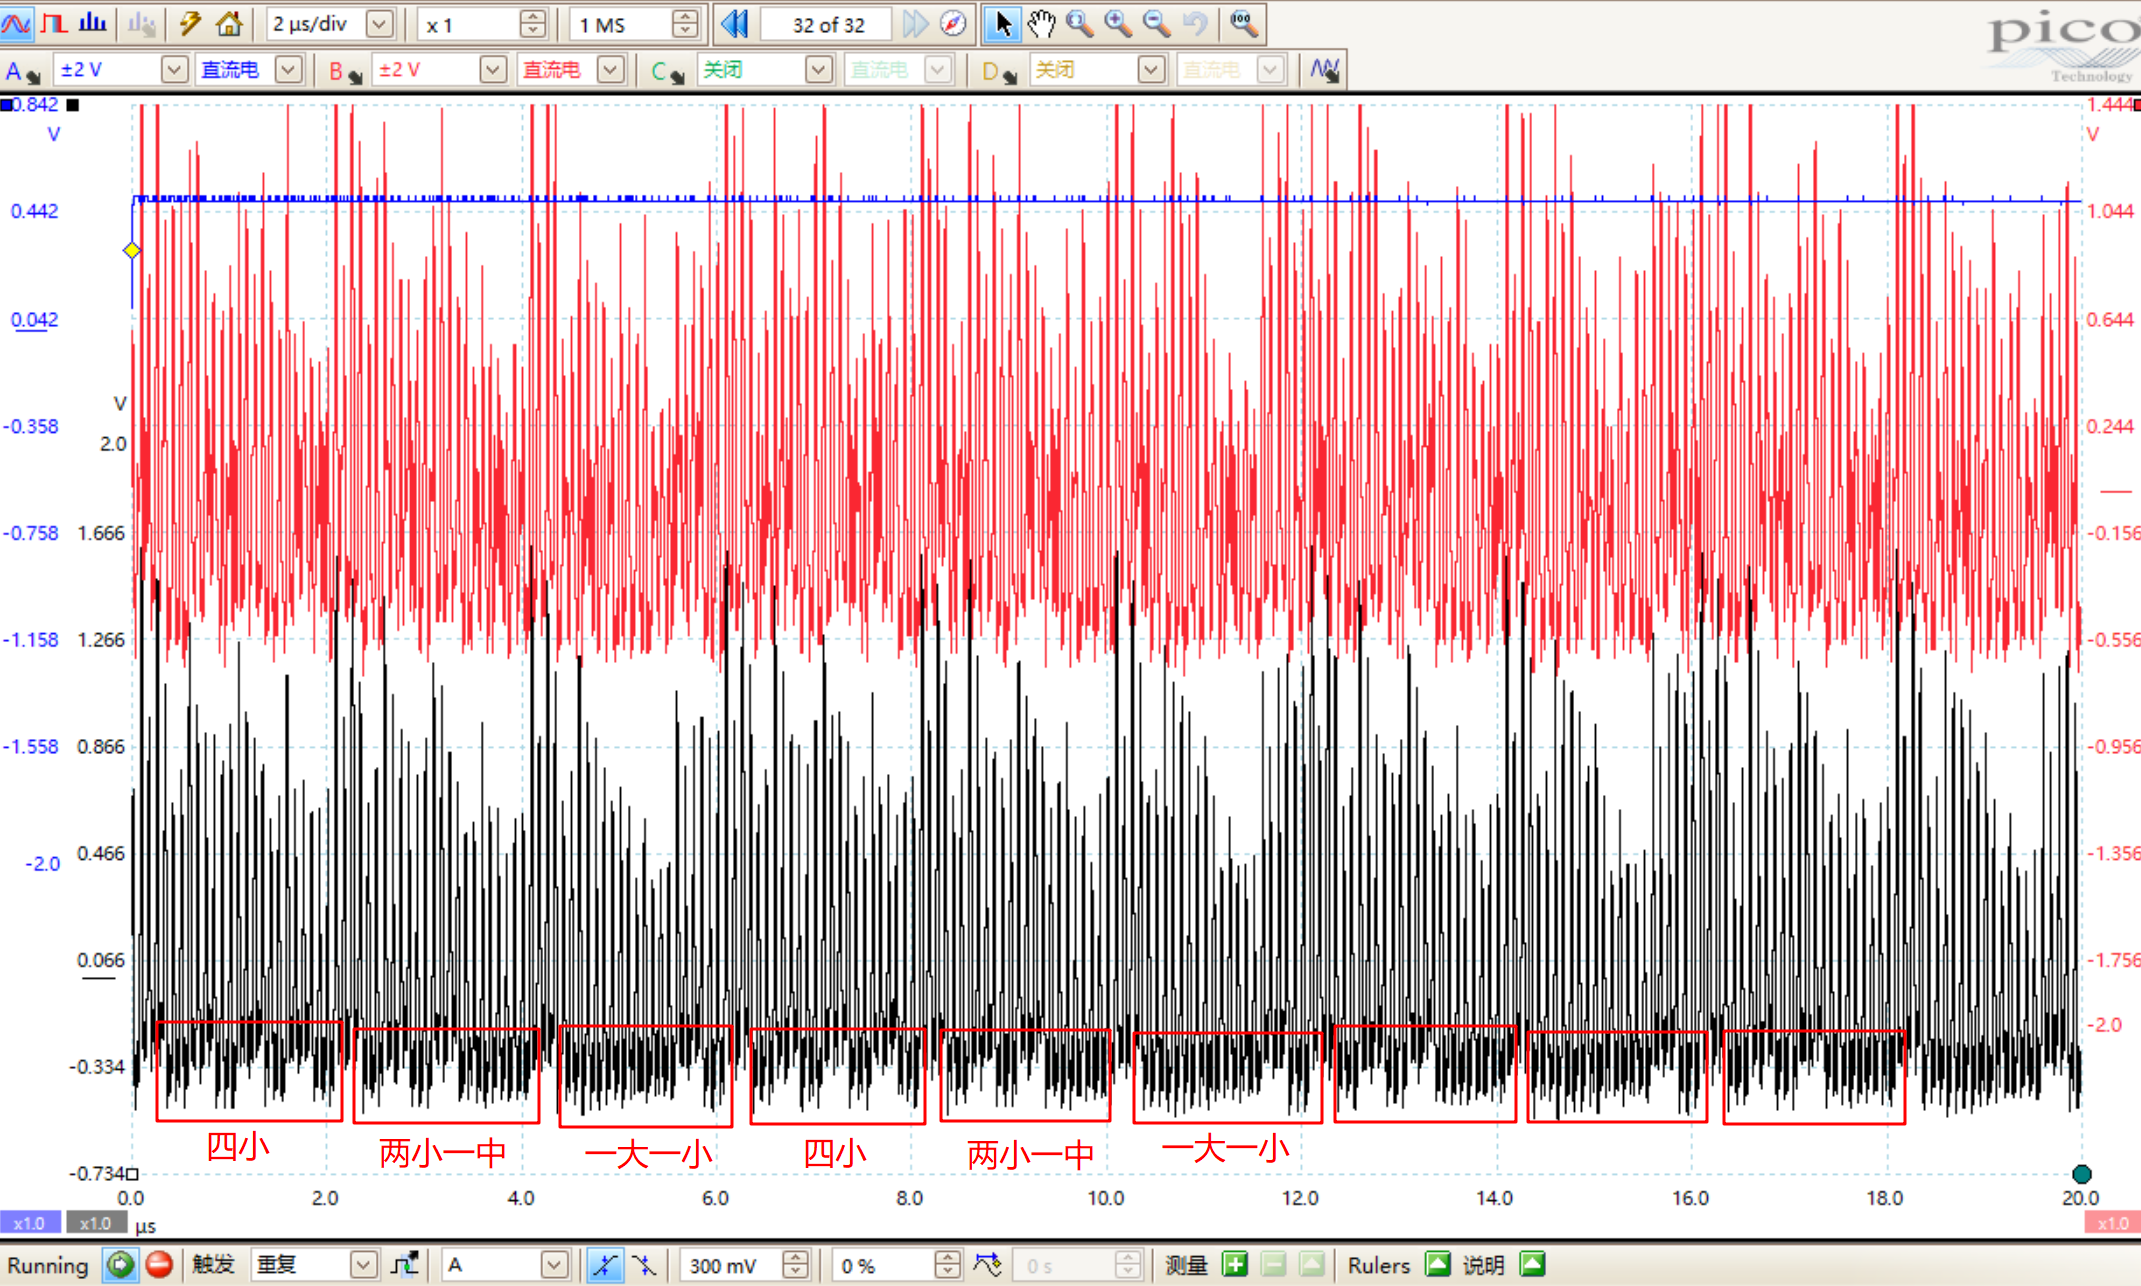 2 µs/div x 1 1 MS 32 of 32 100
pico
Technology
A ±2 V 直流电 B ±2 V 直流电 C 关闭 直流电 D 关闭 直流电
0.842 1.444
V V
0.442 1.044
0.042 0.644
V
-0.358 0.244
2.0
-0.758 1.666 -0.156
-1.158 1.266 -0.556
-1.558 0.866 -0.956
-2.0 0.466 -1.356
0.066 -1.756
-2.0
-0.334
四小 两小一中 一大一小 四小 两小一中 一大一小
-0.734
0.0 2.0 4.0 6.0 8.0 10.0 12.0 14.0 16.0 18.0 20.0
x1.0 x1.0 µs x1.0
Running 触发 重复 A 300 mV 0 % 0 s 测量 Rulers 说明